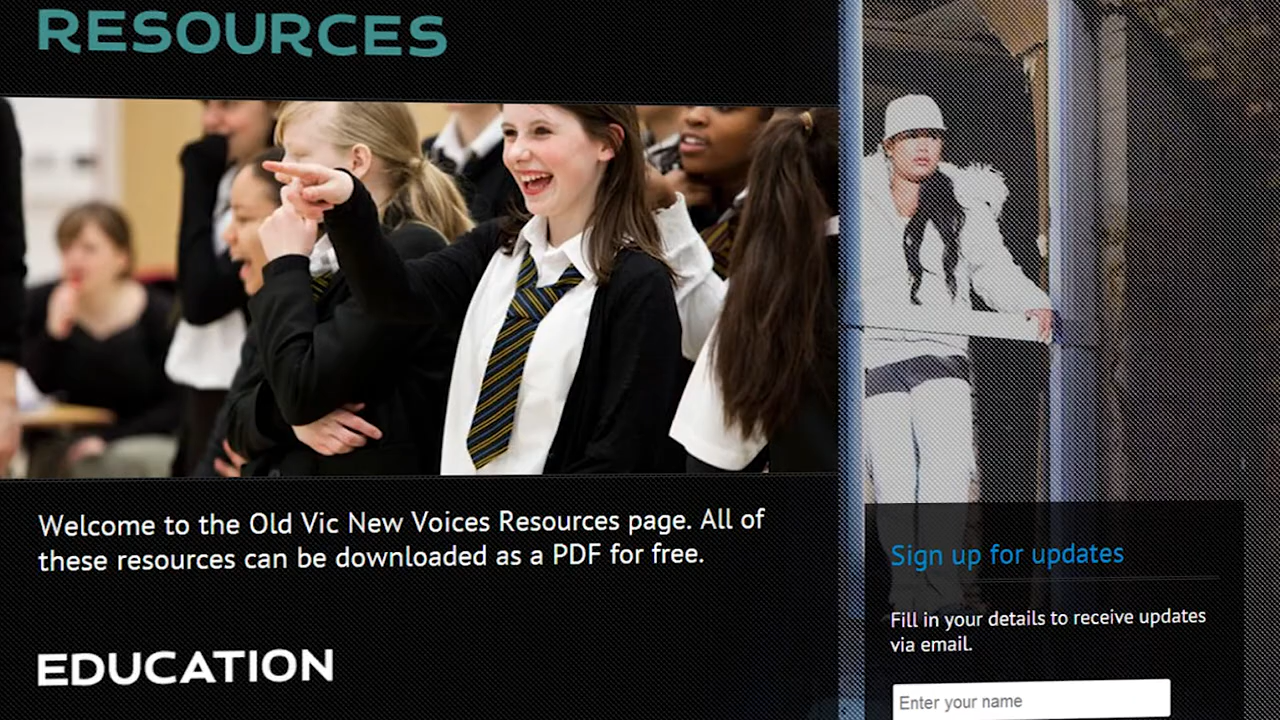 RESOURCES
Welcome to the Old Vic New Voices Resources page. All of
these resources can be downloaded as a PDF for free.
EDUCATION
Sign up for updates
Fill in your details to receive updates
via email.
Enter your name